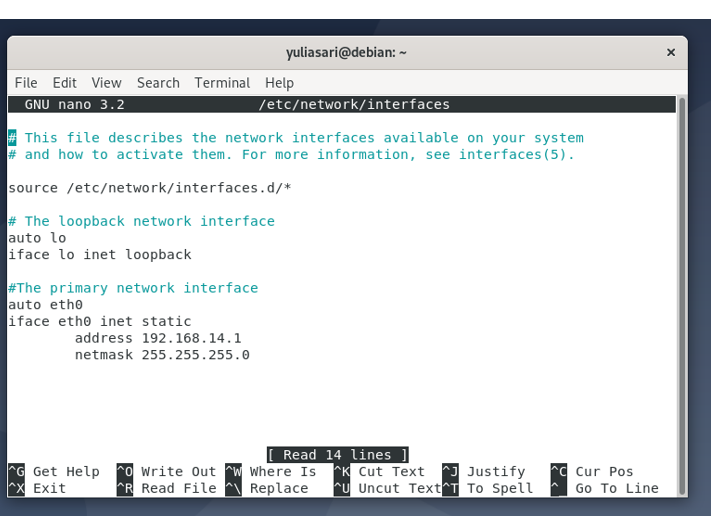 yuliasari@debian: ~ ×
File Edit View Search Terminal Help
GNU nano 3.2 /etc/network/interfaces
# This file describes the network interfaces available on your system
# and how to activate them. For more information, see interfaces(5).
source /etc/network/interfaces.d/*
# The loopback network interface
auto lo
iface lo inet loopback
#The primary network interface
auto eth0
iface eth0 inet static
        address 192.168.14.1
        netmask 255.255.255.0
[ Read 14 lines ]
^G Get Help ^O Write Out ^W Where Is ^K Cut Text ^J Justify ^C Cur Pos
^X Exit ^R Read File ^\ Replace ^U Uncut Text ^T To Spell ^_ Go To Line